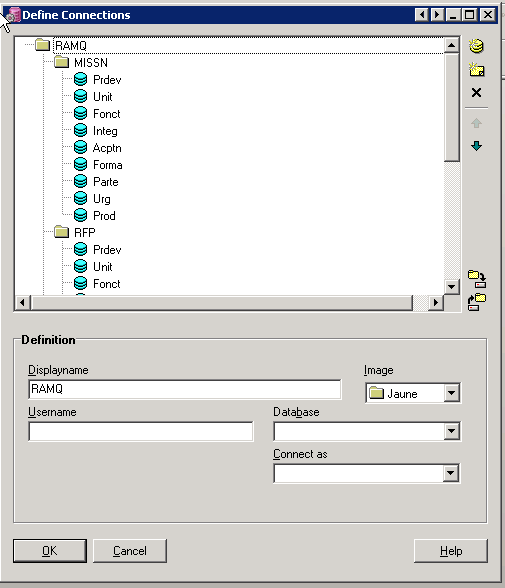 Define Connections
RAMQ
MISSN
Prdev
Unit
Fonct
Integ
Acptn
Forma
Parte
Urg
Prod
RFP
Prdev
Unit
Fonct
Definition
Displayname
Image
RAMQ
Jaune
Username
Database
Connect as
OK
Cancel
Help